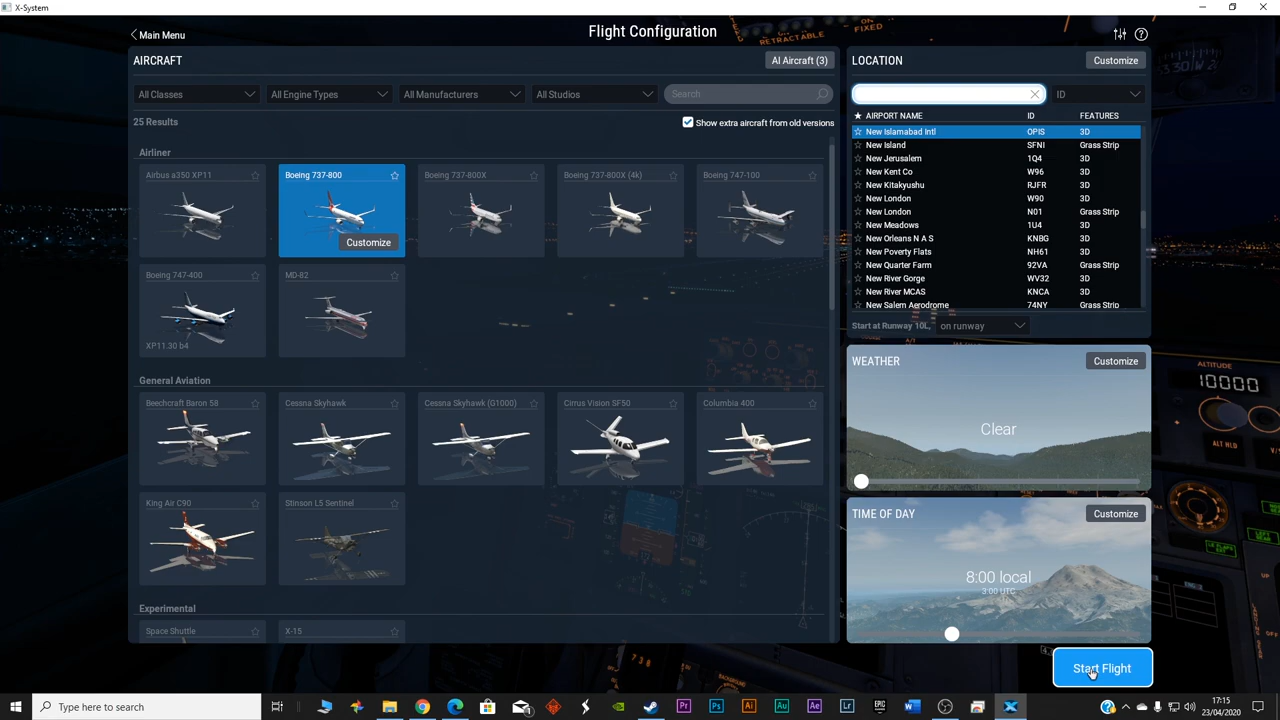 X-System
Main Menu
Flight Configuration
AIRCRAFT
AI Aircraft (3)
All Classes
All Engine Types
All Manufacturers
All Studios
Search
25 Results
Show extra aircraft from old versions
Airliner
Airbus a350 XP11
Boeing 737-800
Boeing 737-800X
Boeing 737-800X (4k)
Boeing 747-100
Customize
Boeing 747-400
MD-82
XP11.30 b4
General Aviation
Beechcraft Baron 58
Cessna Skyhawk
Cessna Skyhawk (G1000)
Cirrus Vision SF50
Columbia 400
King Air C90
Stinson L5 Sentinel
Experimental
Space Shuttle
X-15
LOCATION
Customize
ID
AIRPORT NAME ID FEATURES
New Islamabad Intl OPIS 3D
New Island SFNI Grass Strip
New Jerusalem 1Q4 3D
New Kent Co W96 3D
New Kitakyushu RJFR 3D
New London W90 3D
New London N01 Grass Strip
New Meadows 1U4 3D
New Orleans N A S KNBG 3D
New Poverty Flats NH61 3D
New Quarter Farm 92VA Grass Strip
New River Gorge WV32 3D
New River MCAS KNCA 3D
New Salem Aerodrome 74NY Grass Strip
Start at Runway 10L, on runway
WEATHER
Customize
Clear
TIME OF DAY
Customize
8:00 local
3:00 UTC
Start Flight
RETRACTABLE
FIXED
ALTITUDE
10000
ALT HLD
Type here to search
17:15
23/04/2020